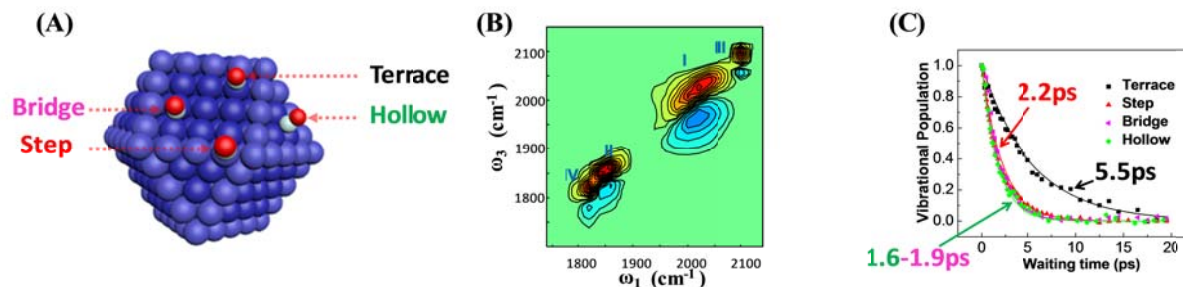 (A)
Terrace
Bridge
Hollow
Step
(B)
2100
2000
1900
1800
ω3 (cm-1)
I
III
II
IV
1800 1900 2000 2100
ω1 (cm-1)
(C)
Vibrational Population
1.0
0.8
0.6
0.4
0.2
0.0
2.2ps
Terrace
Step
Bridge
Hollow
5.5ps
1.6-1.9ps
0 5 10 15 20
Waiting time (ps)